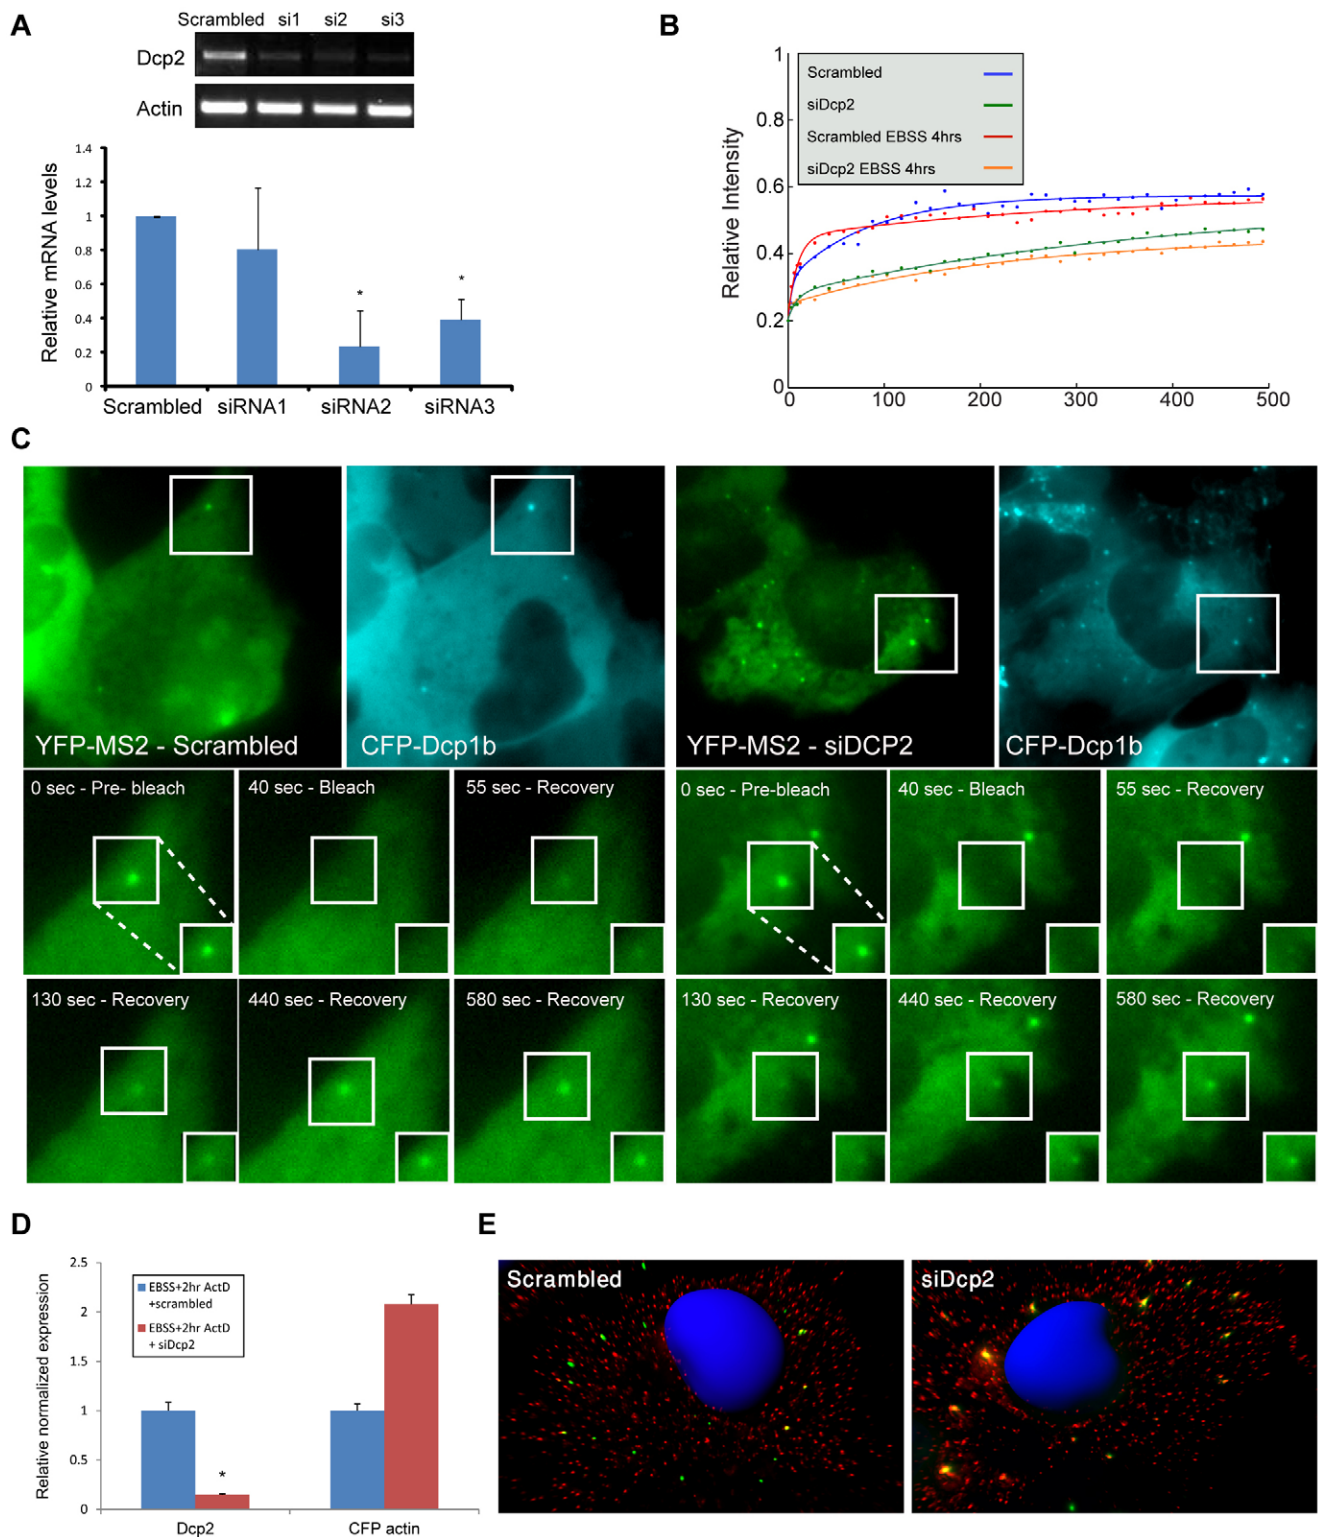 A
Scrambled si1 si2 si3
Dcp2
Actin
Relative mRNA levels
1.4
1.2
1
0.8
0.6
0.4
0.2
0
Scrambled siRNA1 siRNA2 siRNA3
*
*
B
Relative Intensity
1
0.8
0.6
0.4
0.2
0
Scrambled
siDcp2
Scrambled EBSS 4hrs
siDcp2 EBSS 4hrs
0 100 200 300 400 500
C
YFP-MS2 - Scrambled
CFP-Dcp1b
YFP-MS2 - siDCP2
CFP-Dcp1b
0 sec - Pre- bleach
40 sec - Bleach
55 sec - Recovery
0 sec - Pre-bleach
40 sec - Bleach
55 sec - Recovery
130 sec - Recovery
440 sec - Recovery
580 sec - Recovery
130 sec - Recovery
440 sec - Recovery
580 sec - Recovery
D
Relative normalized expression
2.5
2
1.5
1
0.5
0
EBSS+2hr ActD
+scrambled
EBSS+2hr ActD
+ siDcp2
*
Dcp2 CFP actin
E
Scrambled
siDcp2